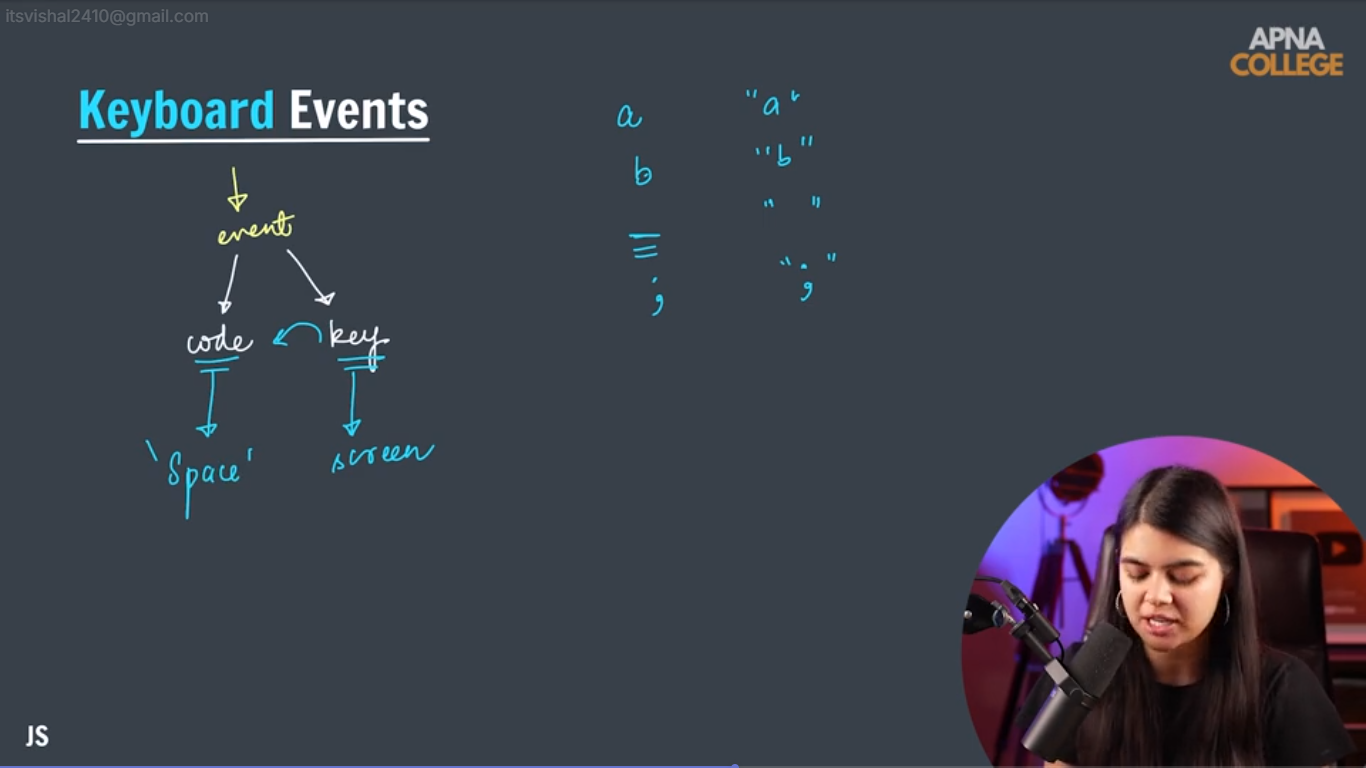 itsvishal2410@gmail.com
APNA
COLLEGE
Keyboard Events
event
code key
'Space' screen
a "a"
b "b"
" "
; ";"
JS